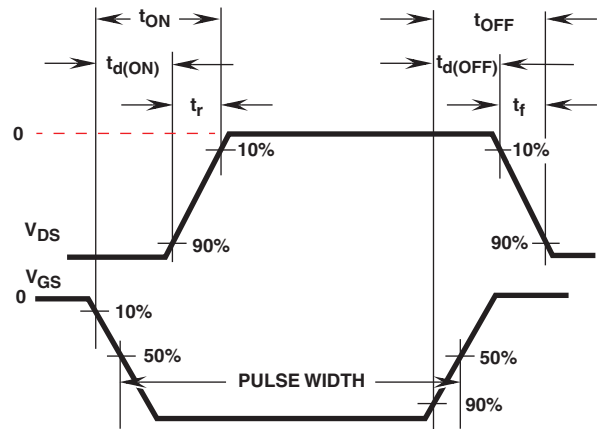 tON tOFF
td(ON) td(OFF)
tr tf
0
10% 10%
VDS 90% 90%
VGS
0
10%
50% 50%
PULSE WIDTH
90%